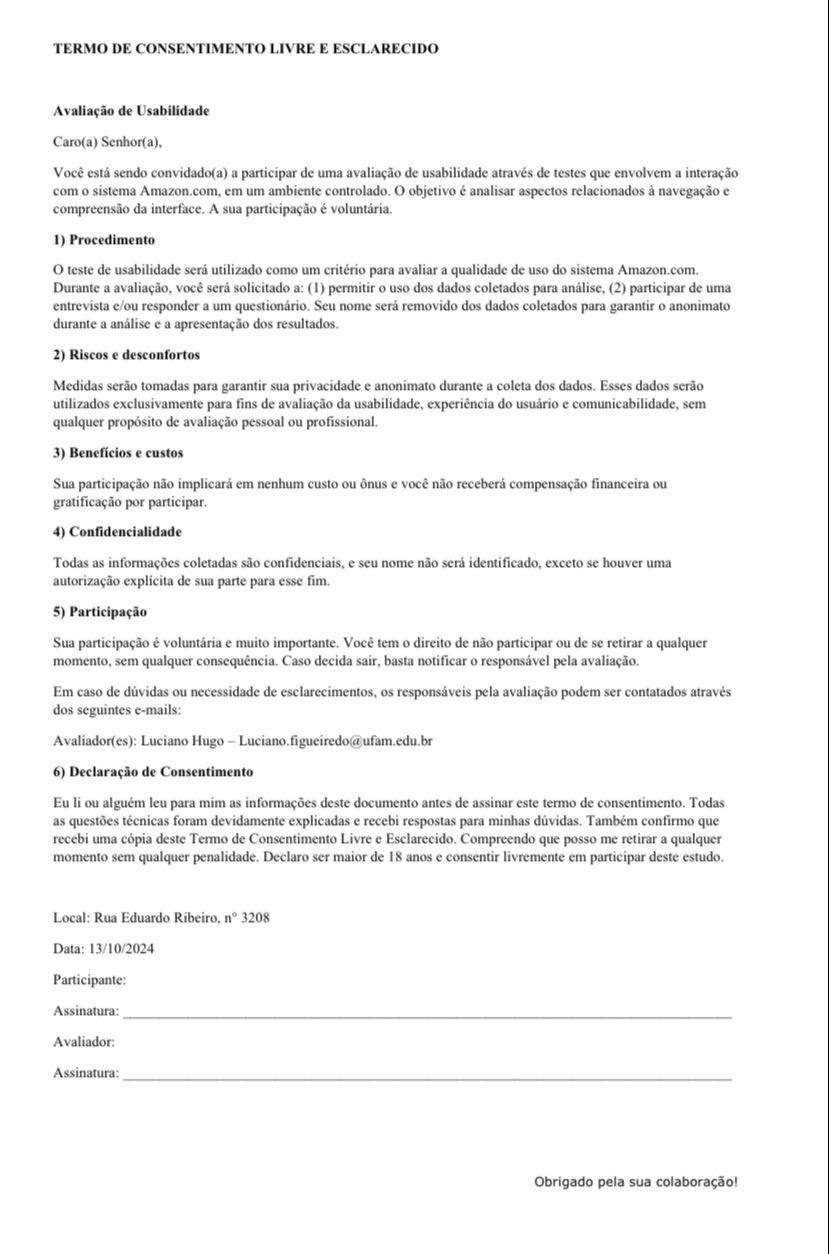 TERMO DE CONSENTIMENTO LIVRE E ESCLARECIDO
Avaliação de Usabilidade
Caro(a) Senhor(a),
Você está sendo convidado(a) a participar de uma avaliação de usabilidade através de testes que envolvem a interação
com o sistema Amazon.com, em um ambiente controlado. O objetivo é analisar aspectos relacionados à navegação e
compreensão da interface. A sua participação é voluntária.
1) Procedimento
O teste de usabilidade será utilizado como um critério para avaliar a qualidade de uso do sistema Amazon.com.
Durante a avaliação, você será solicitado a: (1) permitir o uso dos dados coletados para análise, (2) participar de uma
entrevista e/ou responder a um questionário. Seu nome será removido dos dados coletados para garantir o anonimato
durante a análise e a apresentação dos resultados.
2) Riscos e desconfortos
Medidas serão tomadas para garantir sua privacidade e anonimato durante a coleta dos dados. Esses dados serão
utilizados exclusivamente para fins de avaliação da usabilidade, experiência do usuário e comunicabilidade, sem
qualquer propósito de avaliação pessoal ou profissional.
3) Benefícios e custos
Sua participação não implicará em nenhum custo ou ônus e você não receberá compensação financeira ou
gratificação por participar.
4) Confidencialidade
Todas as informações coletadas são confidenciais, e seu nome não será identificado, exceto se houver uma
autorização explícita de sua parte para esse fim.
5) Participação
Sua participação é voluntária e muito importante. Você tem o direito de não participar ou de se retirar a qualquer
momento, sem qualquer consequência. Caso decida sair, basta notificar o responsável pela avaliação.
Em caso de dúvidas ou necessidade de esclarecimentos, os responsáveis pela avaliação podem ser contatados através
dos seguintes e-mails:
Avaliador(es): Luciano Hugo – Luciano.figueiredo@ufam.edu.br
6) Declaração de Consentimento
Eu li ou alguém leu para mim as informações deste documento antes de assinar este termo de consentimento. Todas
as questões técnicas foram devidamente explicadas e recebi respostas para minhas dúvidas. Também confirmo que
recebi uma cópia deste Termo de Consentimento Livre e Esclarecido. Compreendo que posso me retirar a qualquer
momento sem qualquer penalidade. Declaro ser maior de 18 anos e consentir livremente em participar deste estudo.
Local: Rua Eduardo Ribeiro, n° 3208
Data: 13/10/2024
Participante:
Assinatura:
Avaliador:
Assinatura:
Obrigado pela sua colaboração!